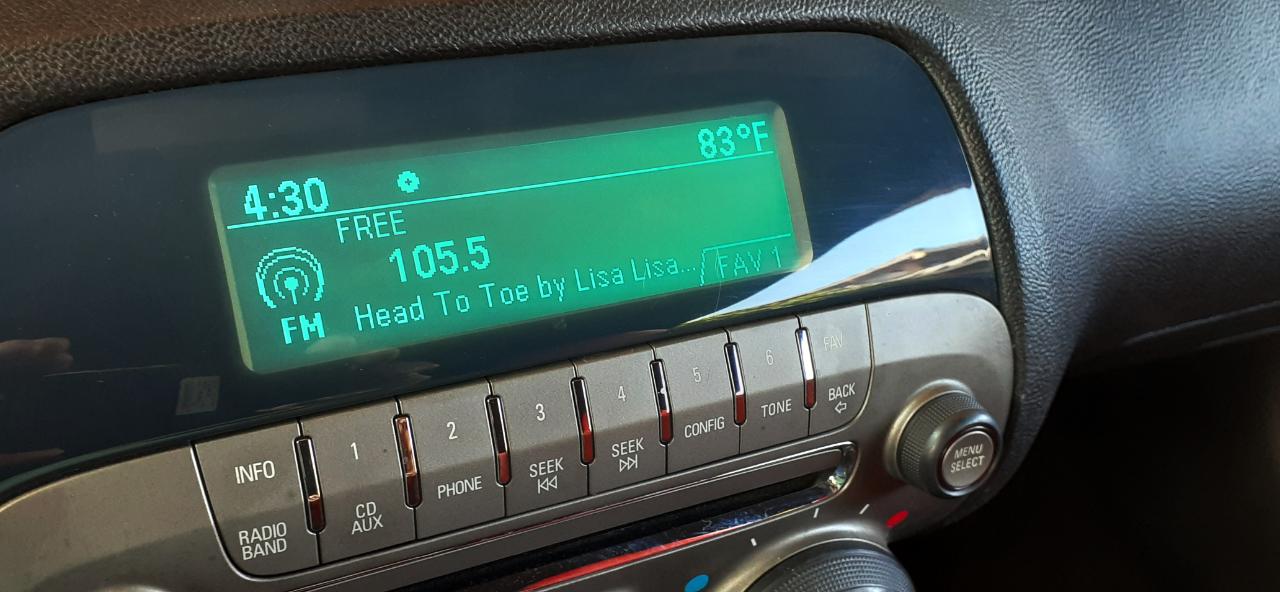 4:30 83°F
FREE
105.5
FM
Head To Toe by Lisa Lisa...
FAV 1
INFO
RADIO
BAND
1
CD
AUX
2
PHONE
3
SEEK
4
SEEK
5
CONFIG
6
TONE
FAV
BACK
MENU
SELECT